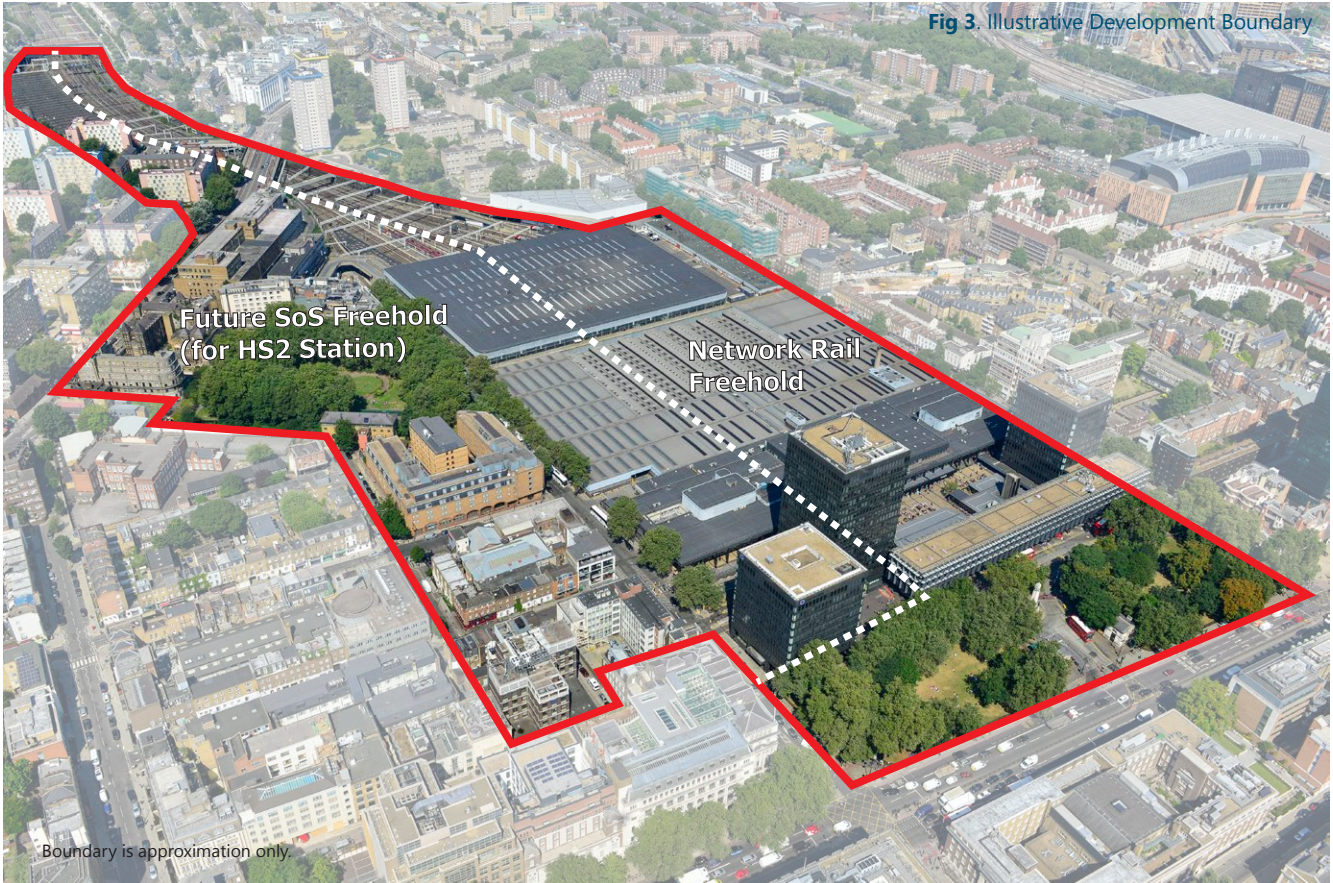 Fig 3. Illustrative Development Boundary
Future SoS Freehold
(for HS2 Station)
Network Rail
Freehold
Boundary is approximation only.